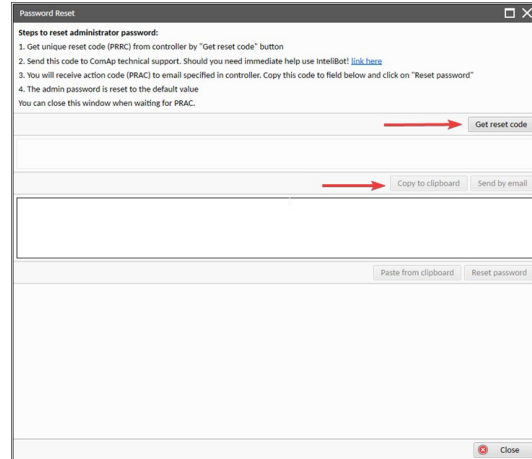 Password Reset
Steps to reset administrator password:
1. Get unique reset code (PRRC) from controller by "Get reset code" button
2. Send this code to ComAp technical support. Should you need immediate help use InteliBot! link here
3. You will receive action code (PRAC) to email specified in controller. Copy this code to field below and click on "Reset password"
4. The admin password is reset to the default value
You can close this window when waiting for PRAC.
Get reset code
Copy to clipboard Send by email
Paste from clipboard Reset password
Close